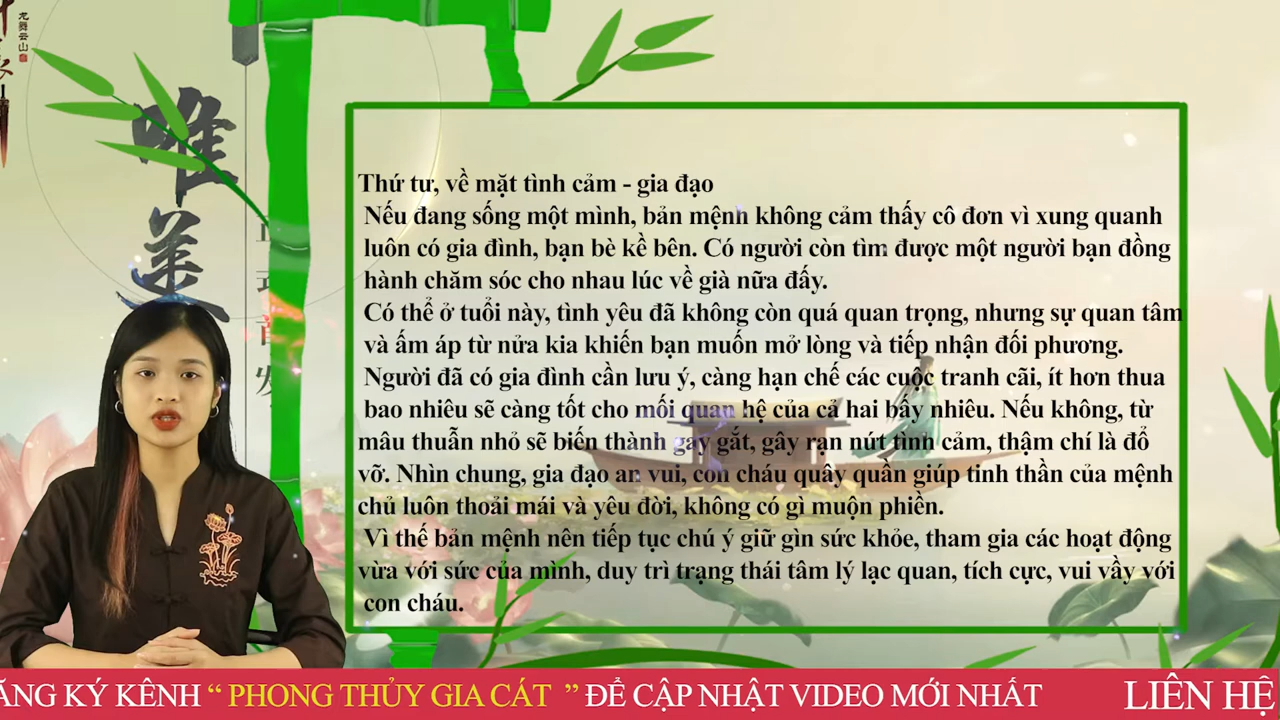 龙舞云山
唯
莲
Thứ tư, về mặt tình cảm - gia đạo
Nếu đang sống một mình, bản mệnh không cảm thấy cô đơn vì xung quanh
luôn có gia đình, bạn bè kề bên. Có người còn tìm được một người bạn đồng
hành chăm sóc cho nhau lúc về già nữa đấy.
Có thể ở tuổi này, tình yêu đã không còn quá quan trọng, nhưng sự quan tâm
và ấm áp từ nửa kia khiến bạn muốn mở lòng và tiếp nhận đối phương.
Người đã có gia đình cần lưu ý, càng hạn chế các cuộc tranh cãi, ít hơn thua
bao nhiêu sẽ càng tốt cho mối quan hệ của cả hai bấy nhiêu. Nếu không, từ
mâu thuẫn nhỏ sẽ biến thành gay gắt, gây rạn nứt tình cảm, thậm chí là đổ
vỡ. Nhìn chung, gia đạo an vui, con cháu quây quần giúp tinh thần của mệnh
chủ luôn thoải mái và yêu đời, không có gì muộn phiền.
Vì thế bản mệnh nên tiếp tục chú ý giữ gìn sức khỏe, tham gia các hoạt động
vừa với sức của mình, duy trì trạng thái tâm lý lạc quan, tích cực, vui vầy với
con cháu.
ĂNG KÝ KÊNH “ PHONG THỦY GIA CÁT ” ĐỂ CẬP NHẬT VIDEO MỚI NHẤT LIÊN HỆ